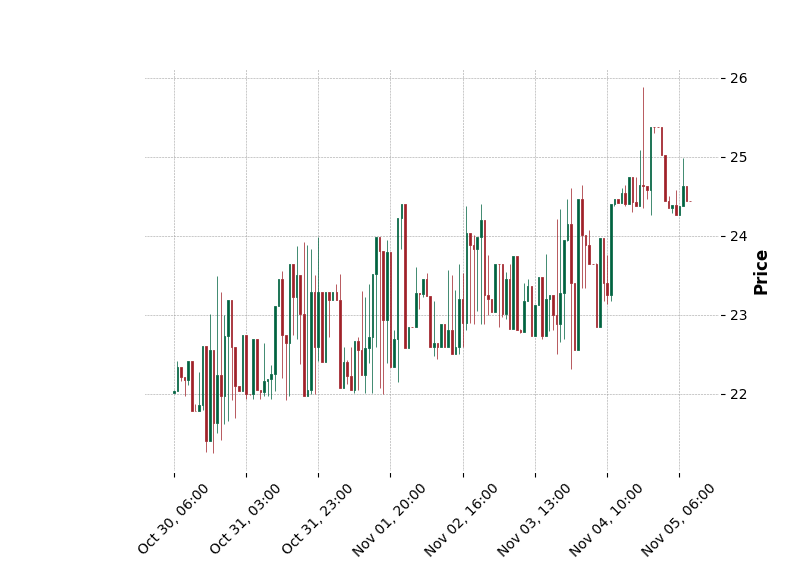 26
25
24
23
22
Price
Oct 30, 06:00
Oct 31, 03:00
Oct 31, 23:00
Nov 01, 20:00
Nov 02, 16:00
Nov 03, 13:00
Nov 04, 10:00
Nov 05, 06:00